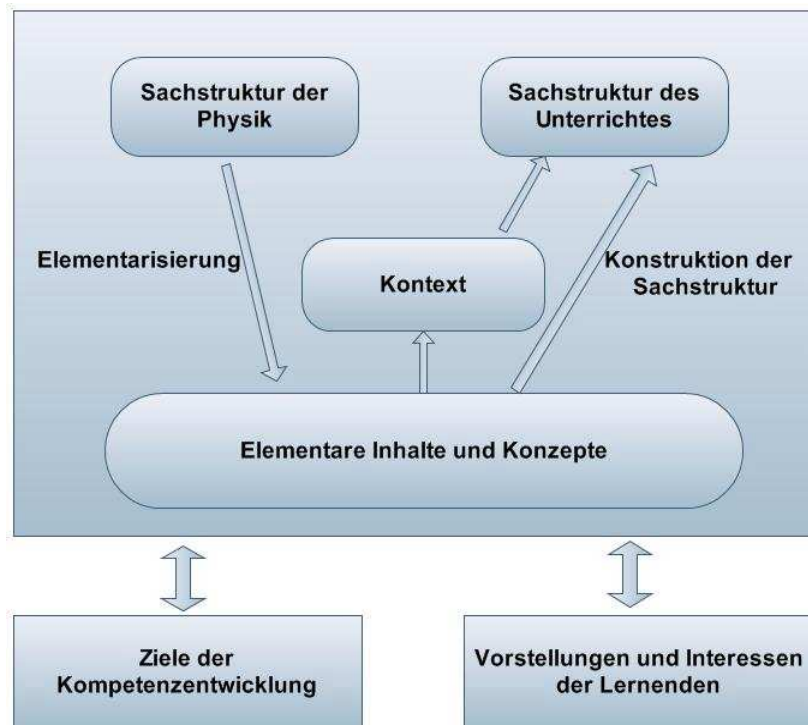 Sachstruktur der
Physik
Sachstruktur des
Unterrichtes
Elementarisierung
Kontext
Konstruktion der
Sachstruktur
Elementare Inhalte und Konzepte
Ziele der
Kompetenzentwicklung
Vorstellungen und Interessen
der Lernenden